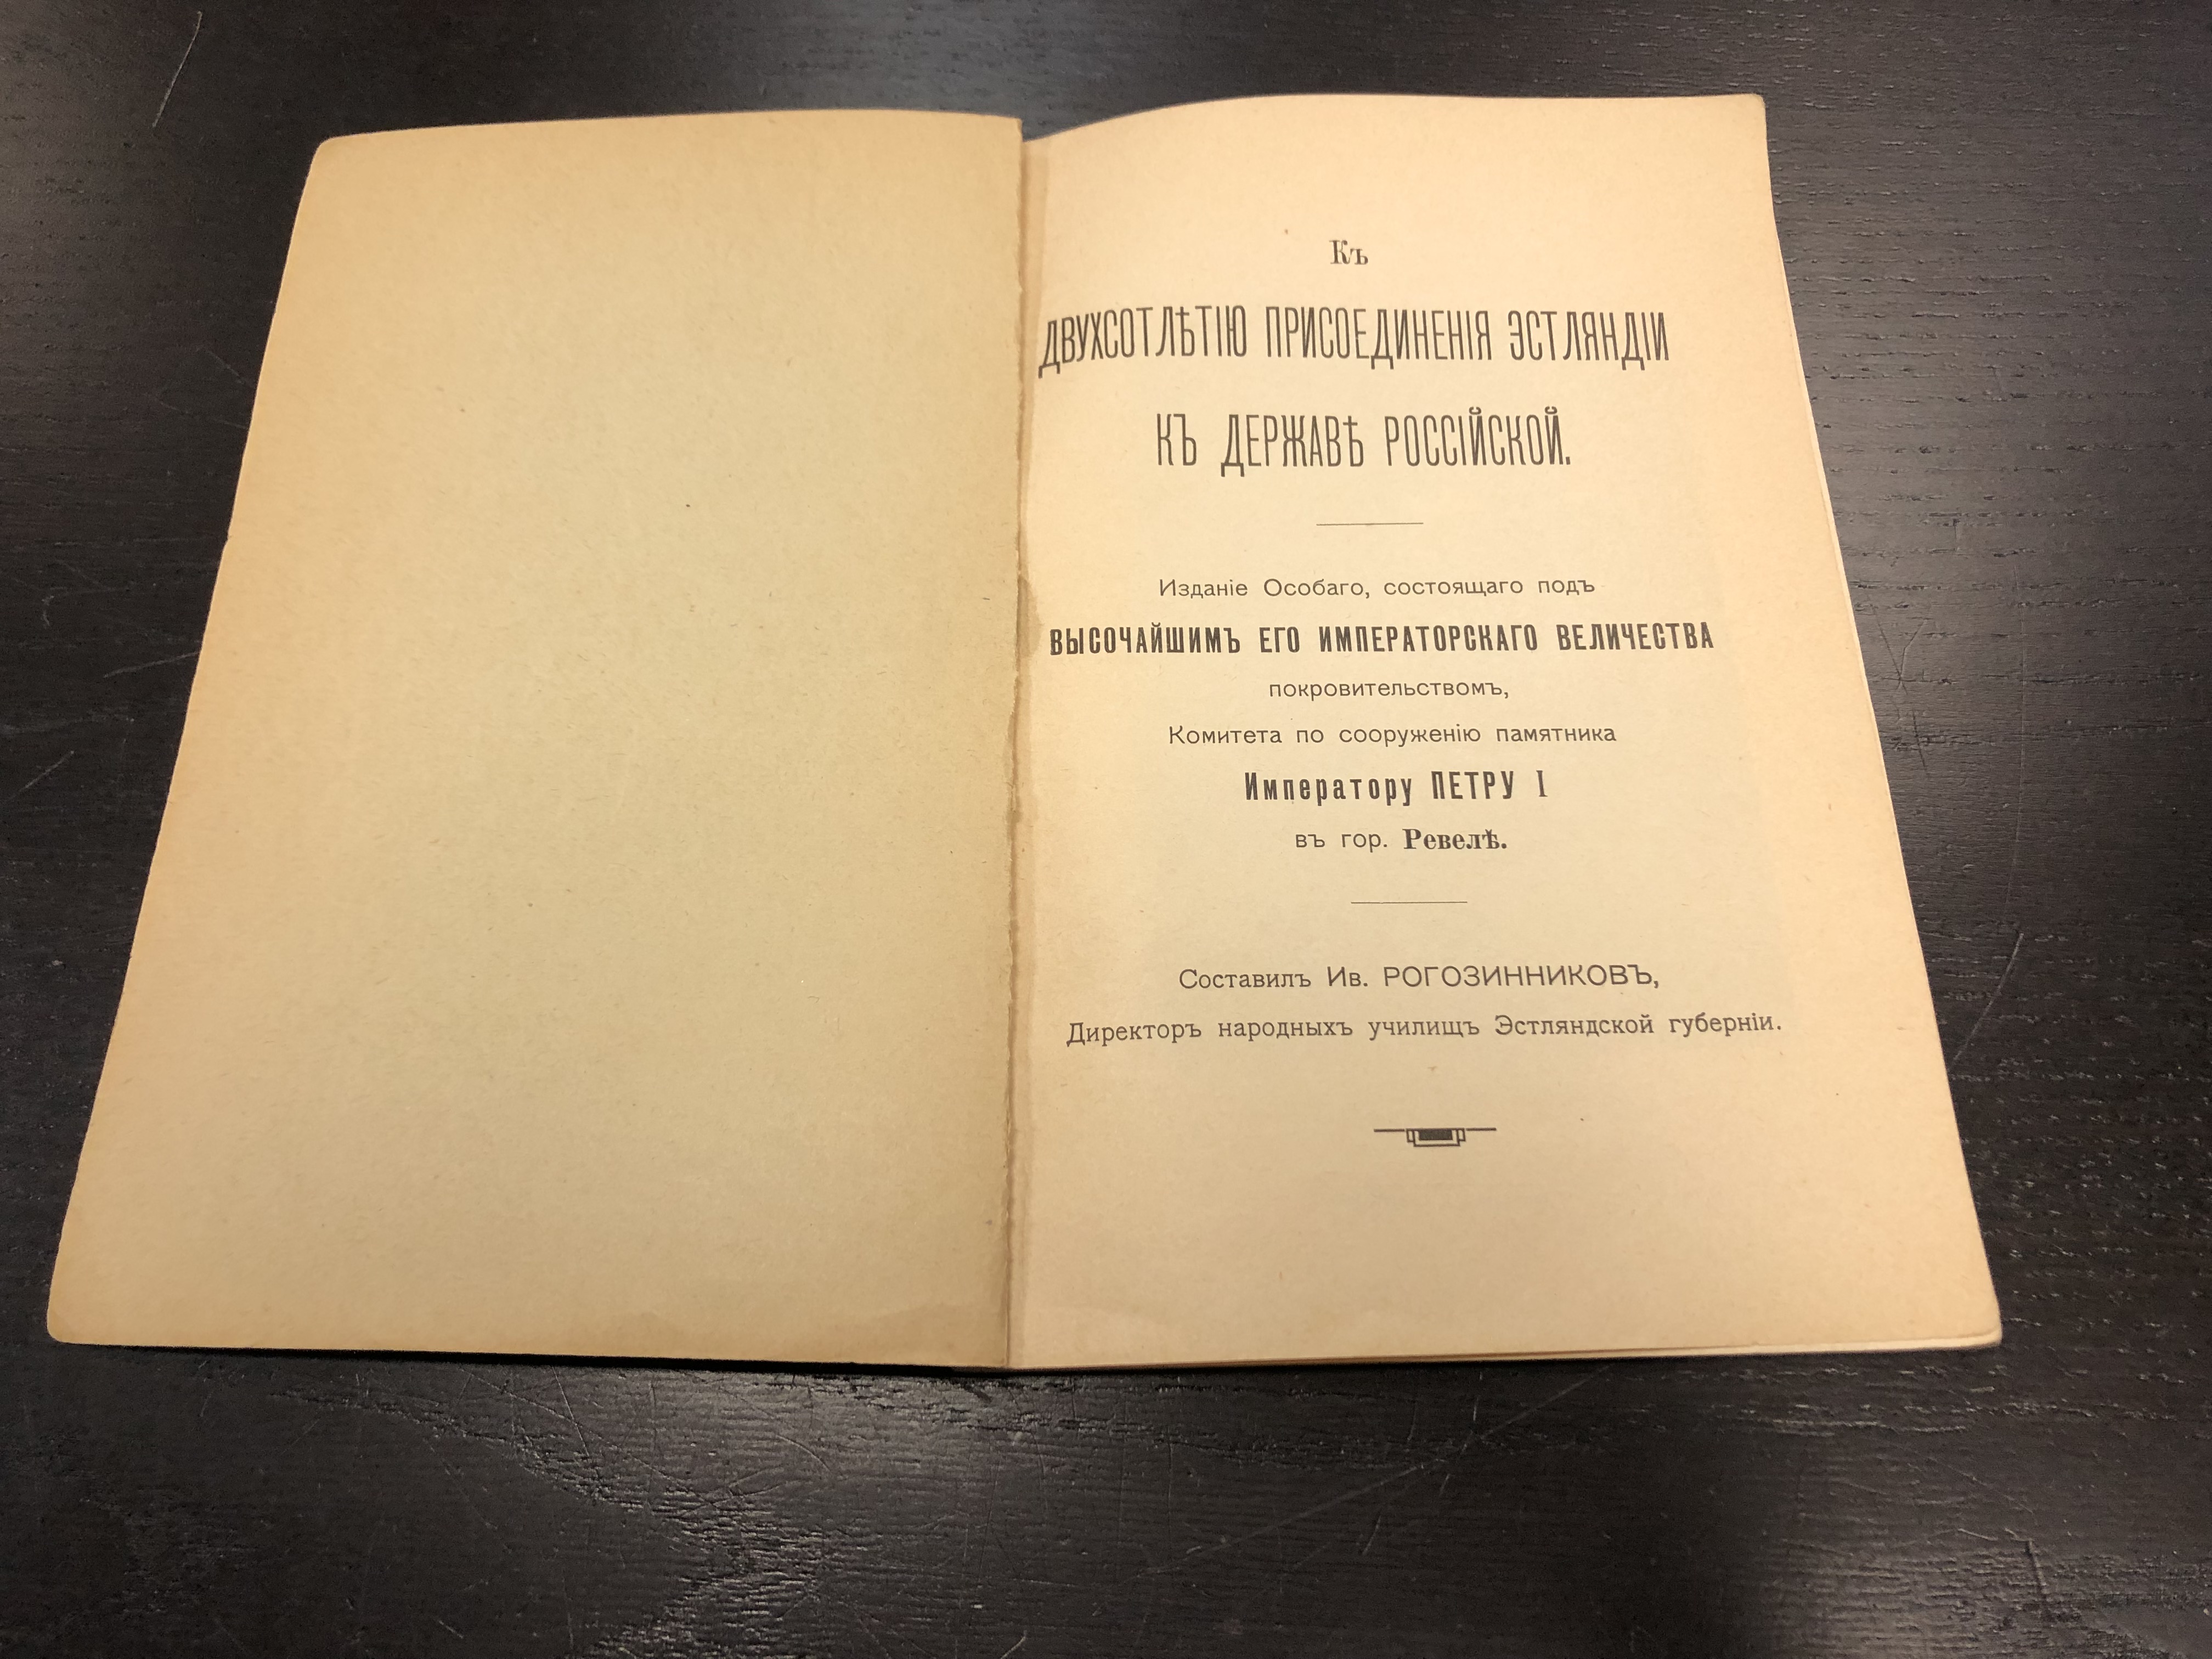 Къ
ДВУХСОТЛѢТІЮ ПРИСОЕДИНЕНІЯ ЭСТЛЯНДІИ
КЪ ДЕРЖАВѢ РОССІЙСКОЙ.
Изданіе Особаго, состоящаго подъ
ВЫСОЧАЙШИМЪ ЕГО ИМПЕРАТОРСКАГО ВЕЛИЧЕСТВА
покровительствомъ,
Комитета по сооруженію памятника
Императору ПЕТРУ I
въ гор. Ревелѣ.
Составилъ Ив. РОГОЗИННИКОВЪ,
Директоръ народныхъ училищъ Эстляндской губерніи.